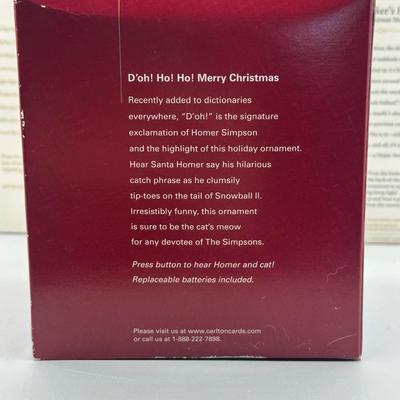 D'oh! Ho! Ho! Merry Christmas
Recently added to dictionaries
everywhere, "D'oh!" is the signature
exclamation of Homer Simpson
and the highlight of this holiday ornament.
Hear Santa Homer say his hilarious
catch phrase as he clumsily
tip-toes on the tail of Snowball II.
Irresistibly funny, this ornament
is sure to be the cat's meow
for any devotee of The Simpsons.
Press button to hear Homer and cat!
Replaceable batteries included.
Please visit us at www.carltoncards.com
or call us at 1-888-222-7898.